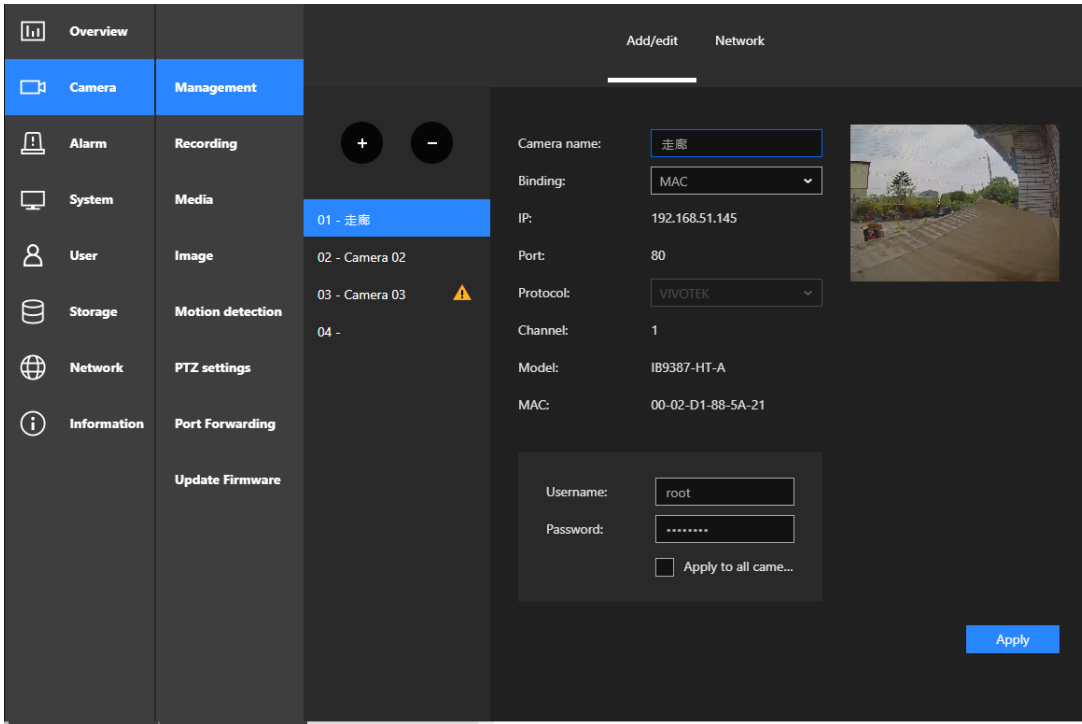 Overview
Camera
Alarm
System
User
Storage
Network
Information
Management
Recording
Media
Image
Motion detection
PTZ settings
Port Forwarding
Update Firmware
Add/edit Network
+ −
01 - 走廊
02 - Camera 02
03 - Camera 03
04 -
Camera name: 走廊
Binding: MAC
IP: 192.168.51.145
Port: 80
Protocol: VIVOTEK
Channel: 1
Model: IB9387-HT-A
MAC: 00-02-D1-88-5A-21
Username: root
Password: ••••••••
Apply to all came...
Apply